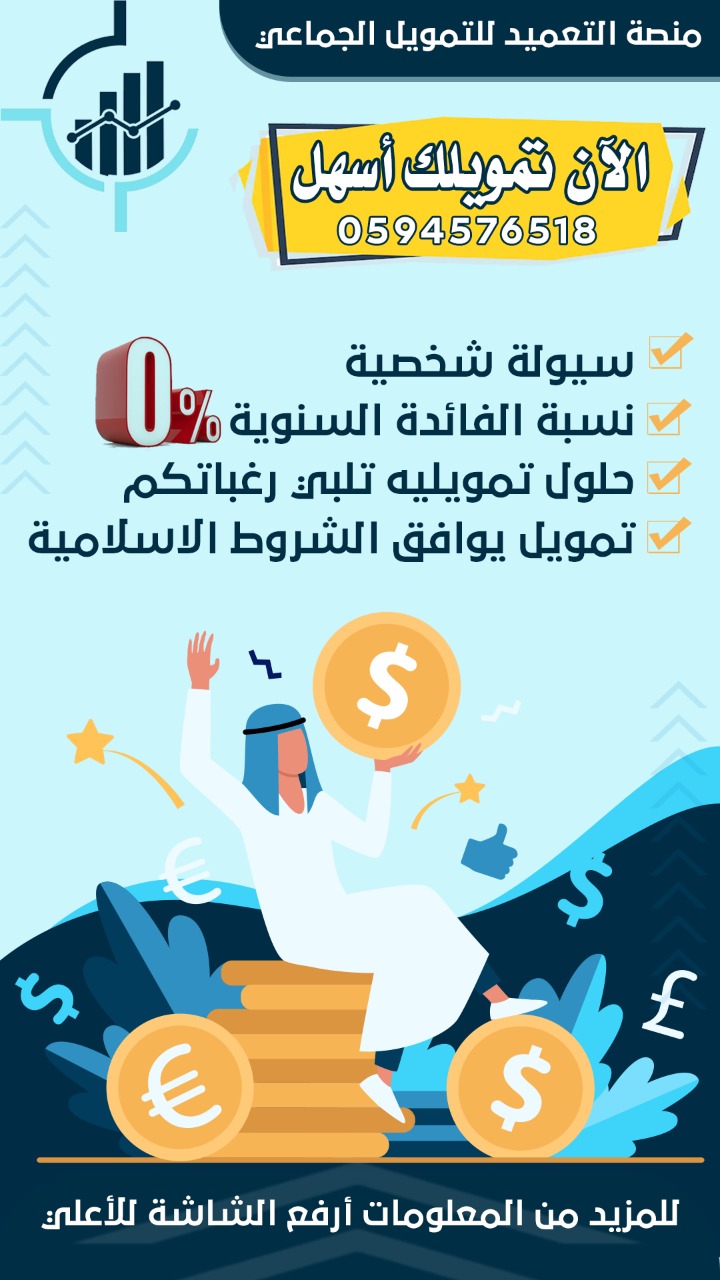 منصة التعميد للتمويل الجماعي
الآن تمويلك أسهل
0594576518
سيولة شخصية
نسبة الفائدة السنوية 0%
حلول تمويليه تلبي رغباتكم
تمويل يوافق الشروط الاسلامية
$
€
$
$
£
€
$
للمزيد من المعلومات أرفع الشاشة للأعلي